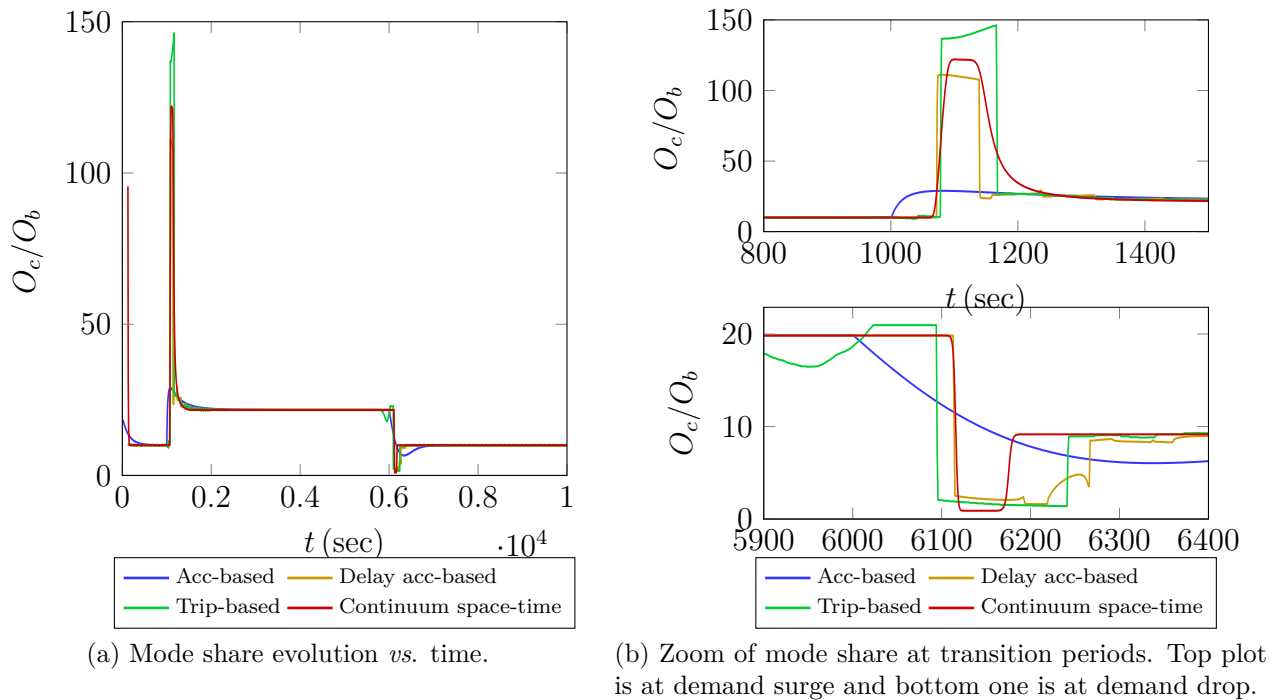 150
100
50
0
O_c/O_b
0 0.2 0.4 0.6 0.8 1
t (sec)
·10^4
Acc-based Delay acc-based
Trip-based Continuum space-time
(a) Mode share evolution vs. time.
150
100
50
0
O_c/O_b
800 1000 1200 1400
t (sec)
20
10
0
O_c/O_b
5900 6000 6100 6200 6300 6400
Acc-based Delay acc-based
Trip-based Continuum space-time
(b) Zoom of mode share at transition periods. Top plot
is at demand surge and bottom one is at demand drop.